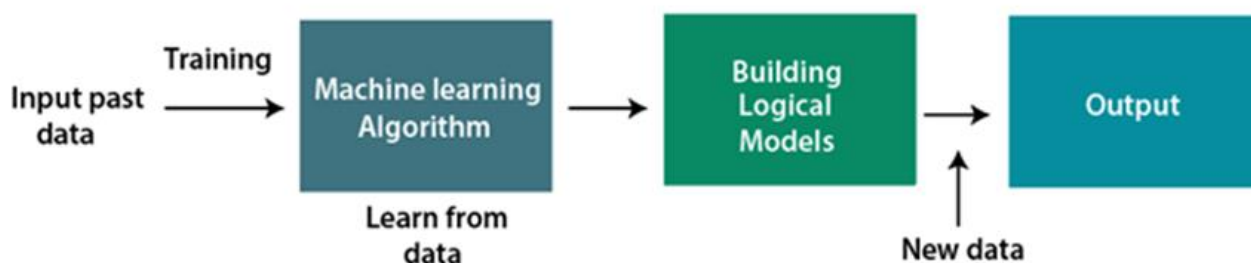 Input past
data
Training
Machine learning
Algorithm
Learn from
data
Building
Logical
Models
New data
Output